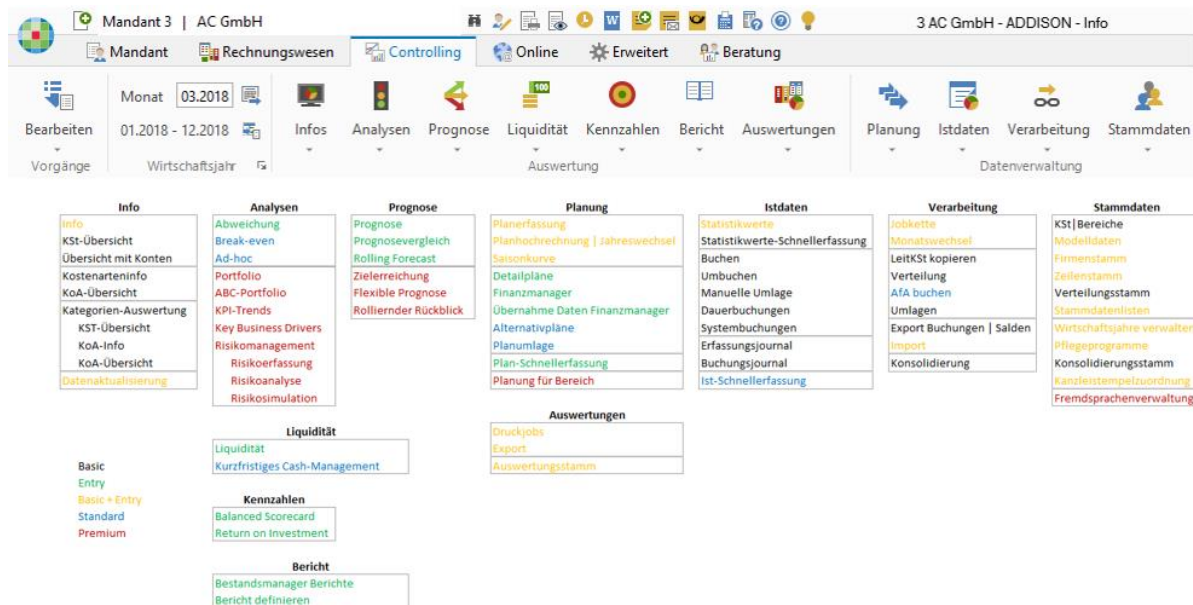 Mandant 3 | AC GmbH
3 AC GmbH - ADDISON - Info
Mandant Rechnungswesen Controlling Online Erweitert Beratung
Monat 03.2018
01.2018 - 12.2018
Bearbeiten Infos Analysen Prognose Liquidität Kennzahlen Bericht Auswertungen Planung Istdaten Verarbeitung Stammdaten
Vorgänge Wirtschaftsjahr Auswertung Datenverwaltung
Info
Info
KSt-Übersicht
Übersicht mit Konten
Kostenarteninfo
KoA-Übersicht
Kategorien-Auswertung
KST-Übersicht
KoA-Info
KoA-Übersicht
Datenaktualisierung
Analysen
Abweichung
Break-even
Ad-hoc
Portfolio
ABC-Portfolio
KPI-Trends
Key Business Drivers
Risikomanagement
Risikoerfassung
Risikoanalyse
Risikosimulation
Prognose
Prognose
Prognosevergleich
Rolling Forecast
Zielerreichung
Flexible Prognose
Rolliernder Rückblick
Planung
Planerfassung
Planhochrechnung | Jahreswechsel
Saisonkurve
Detailpläne
Finanzmanager
Übernahme Daten Finanzmanager
Alternativpläne
Planumlage
Plan-Schnellerfassung
Planung für Bereich
Istdaten
Statistikwerte
Statistikwerte-Schnellerfassung
Buchen
Umbuchen
Manuelle Umlage
Dauerbuchungen
Systembuchungen
Erfassungsjournal
Buchungsjournal
Ist-Schnellerfassung
Verarbeitung
Jobkette
Monatswechsel
LeitKSt kopieren
Verteilung
AfA buchen
Umlagen
Export Buchungen | Salden
Import
Konsolidierung
Stammdaten
KSt|Bereiche
Modelldaten
Firmenstamm
Zeilenstamm
Verteilungsstamm
Stammdatenlisten
Wirtschaftsjahre verwalten
Pflegeprogramme
Konsolidierungsstamm
Kanzleistempelzuordnung
Fremdsprachenverwaltung
Liquidität
Liquidität
Kurzfristiges Cash-Management
Auswertungen
Druckjobs
Export
Auswertungsstamm
Basic
Entry
Basic + Entry
Standard
Premium
Kennzahlen
Balanced Scorecard
Return on Investment
Bericht
Bestandsmanager Berichte
Bericht definieren